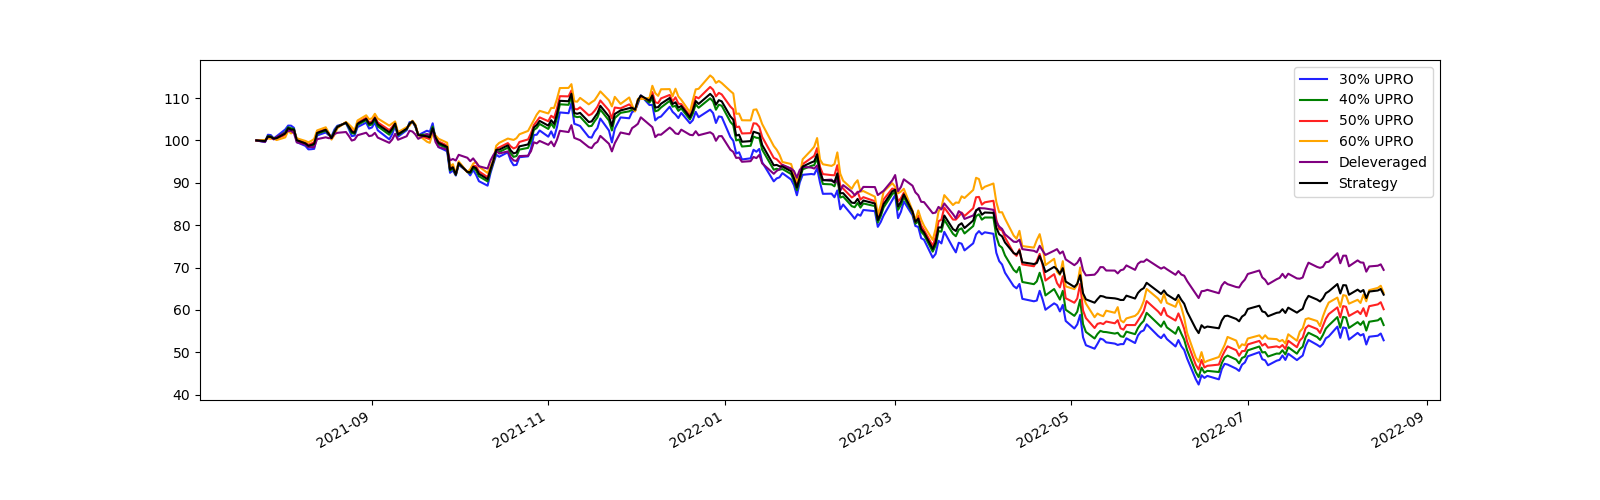 110
100
90
80
70
60
50
40
2021-09
2021-11
2022-01
2022-03
2022-05
2022-07
2022-09
30% UPRO
40% UPRO
50% UPRO
60% UPRO
Deleveraged
Strategy